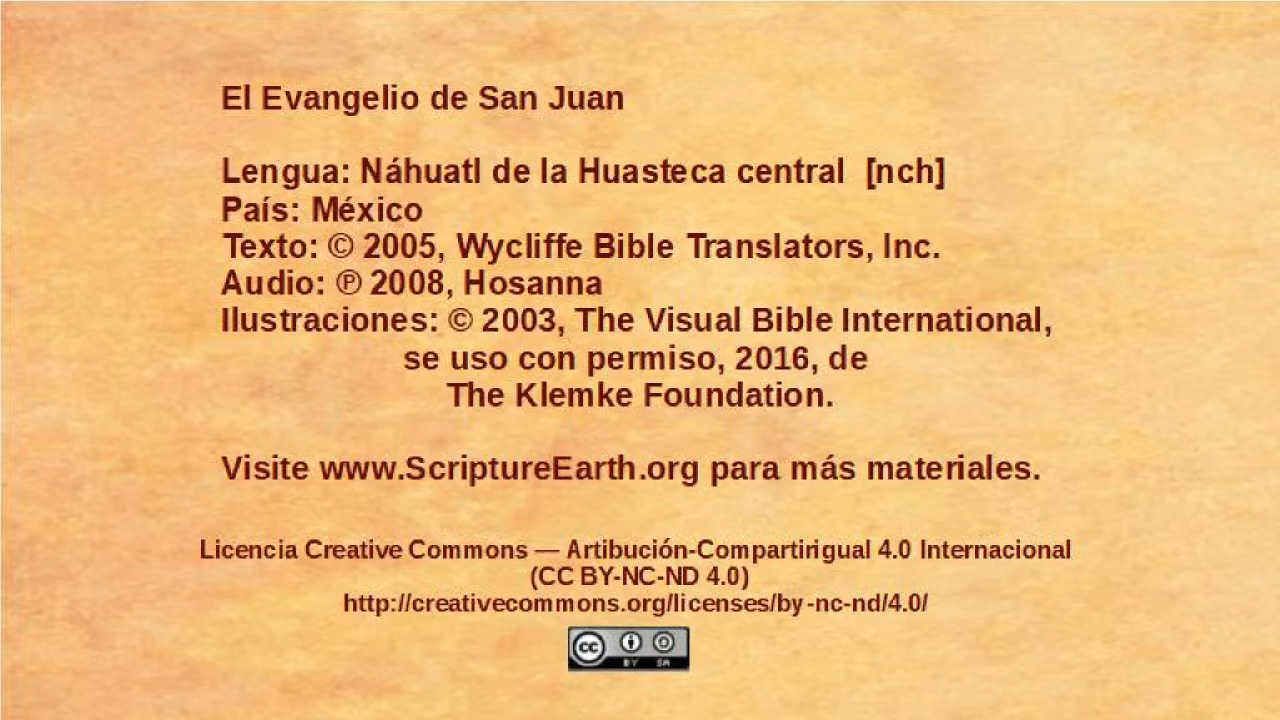 El Evangelio de San Juan
Lengua: Náhuatl de la Huasteca central [nch]
País: México
Texto: © 2005, Wycliffe Bible Translators, Inc.
Audio: ℗ 2008, Hosanna
Ilustraciones: © 2003, The Visual Bible International,
se uso con permiso, 2016, de
The Klemke Foundation.
Visite www.ScriptureEarth.org para más materiales.
Licencia Creative Commons — Artibución-Compartirigual 4.0 Internacional
(CC BY-NC-ND 4.0)
http://creativecommons.org/licenses/by-nc-nd/4.0/
cc BY SA